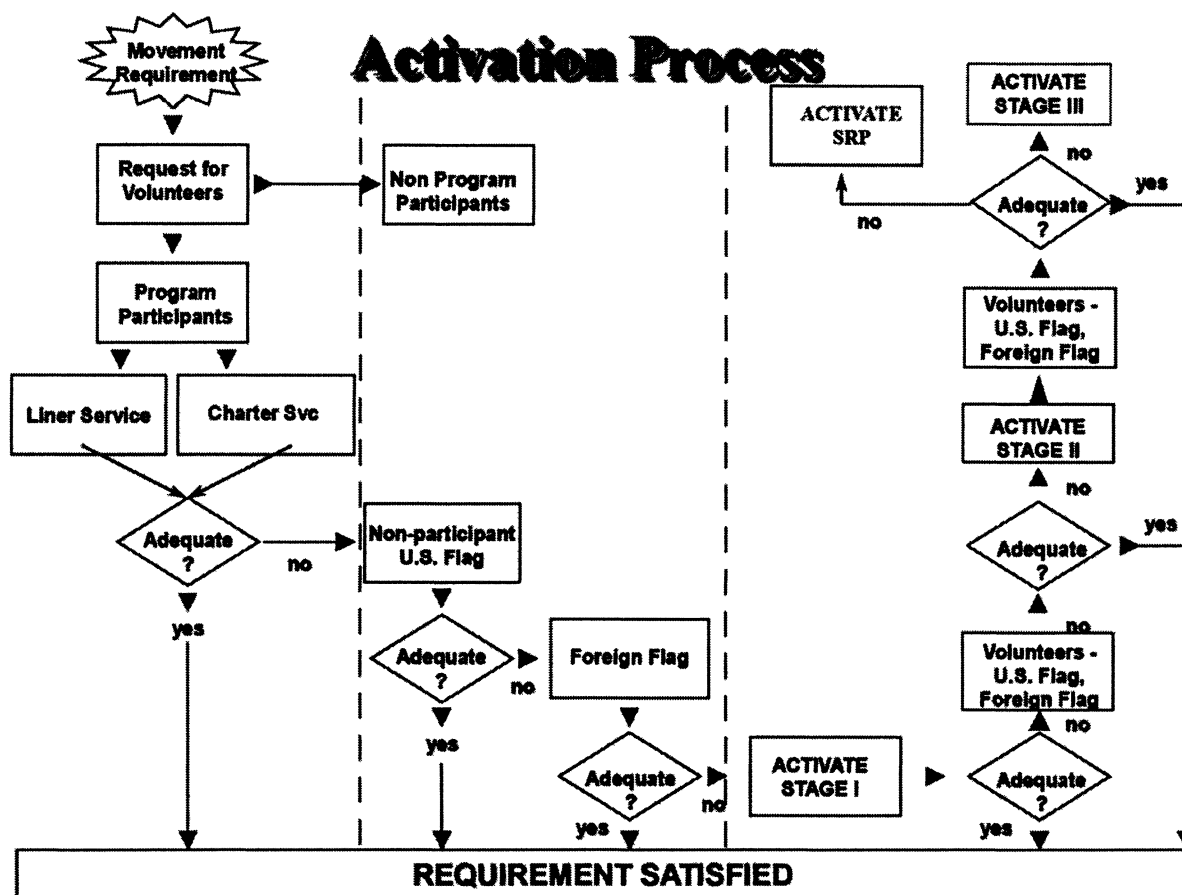 Activation Process
Movement
Requirement
Request for
Volunteers
Non Program
Participants
Program
Participants
Liner Service
Charter Svc
Adequate
?
no
yes
Non-participant
U.S. Flag
Adequate
?
no
yes
Foreign Flag
Adequate
?
no
yes
ACTIVATE
STAGE I
Adequate
?
yes
no
Volunteers -
U.S. Flag,
Foreign Flag
no
Adequate
?
yes
no
ACTIVATE
STAGE II
Volunteers -
U.S. Flag,
Foreign Flag
Adequate
?
yes
no
no
ACTIVATE
SRP
ACTIVATE
STAGE III
REQUIREMENT SATISFIED